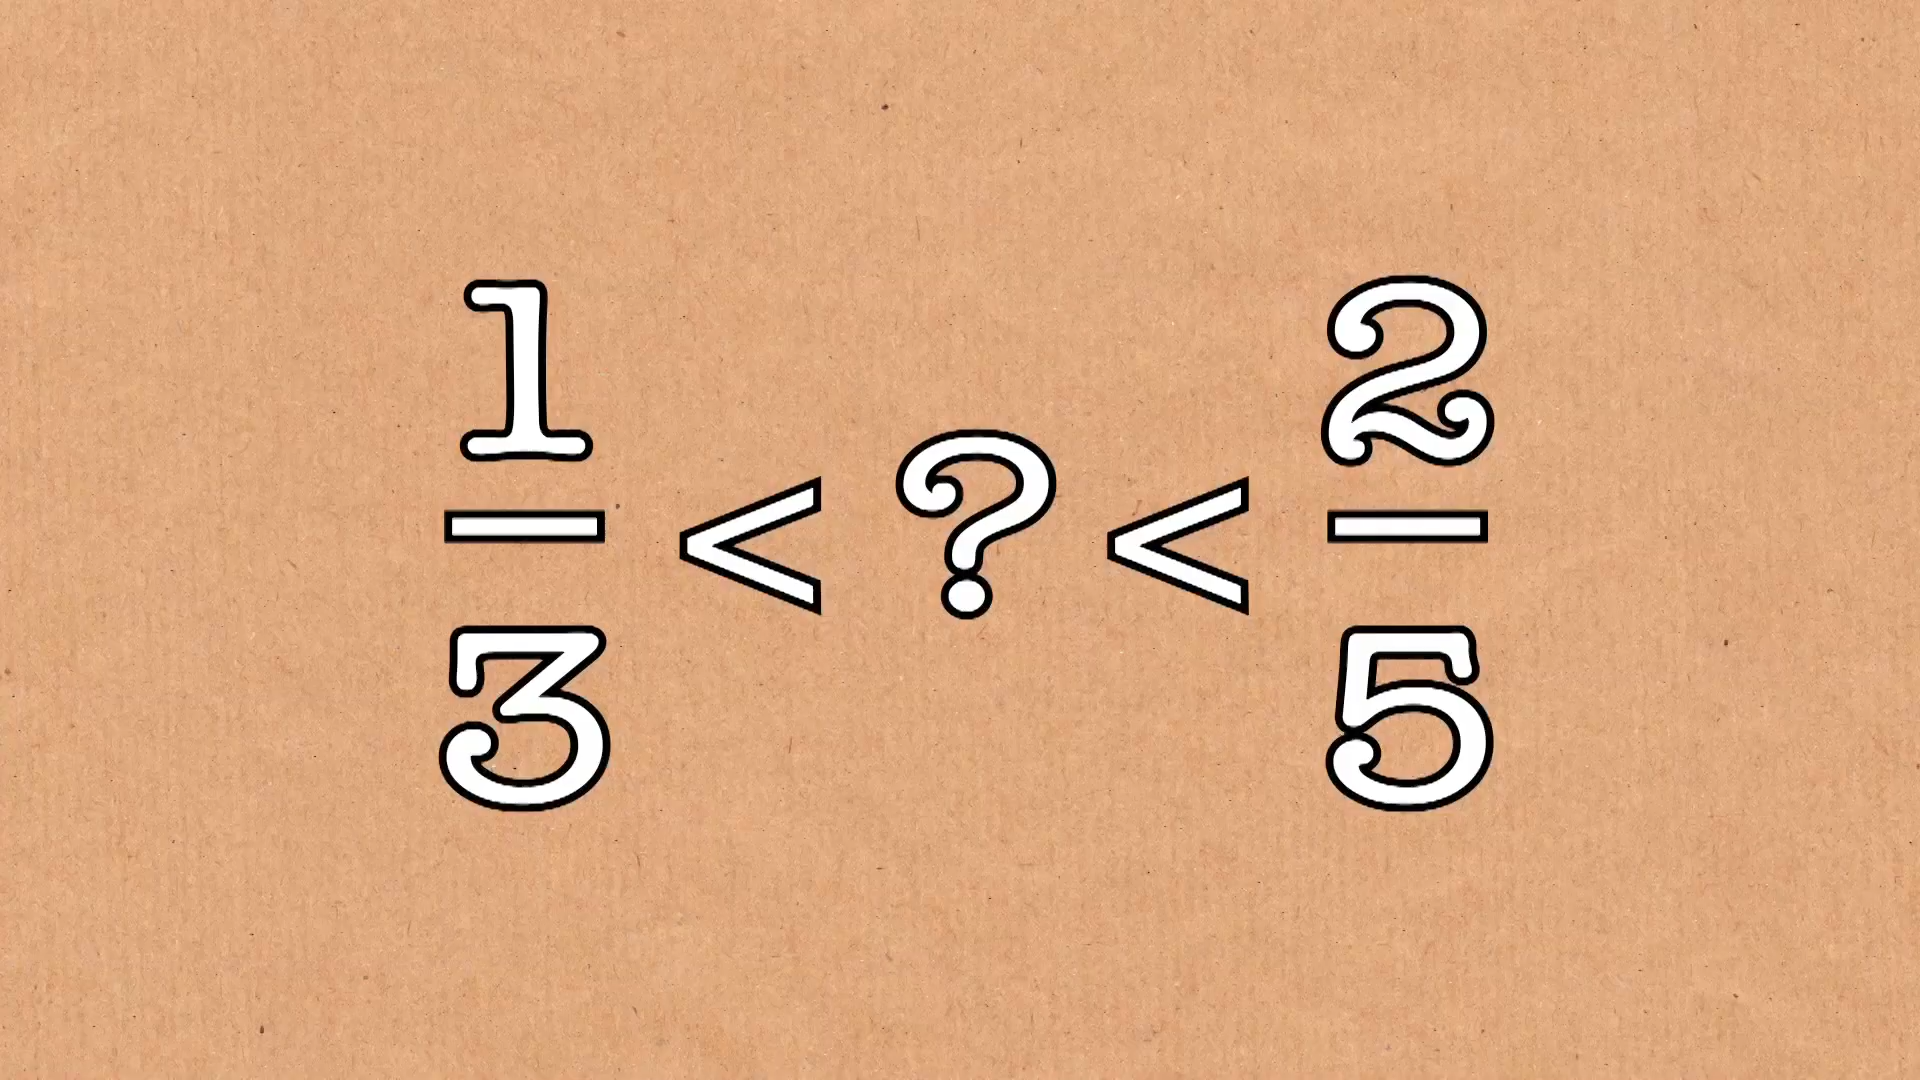 1/3 < ? < 2/5